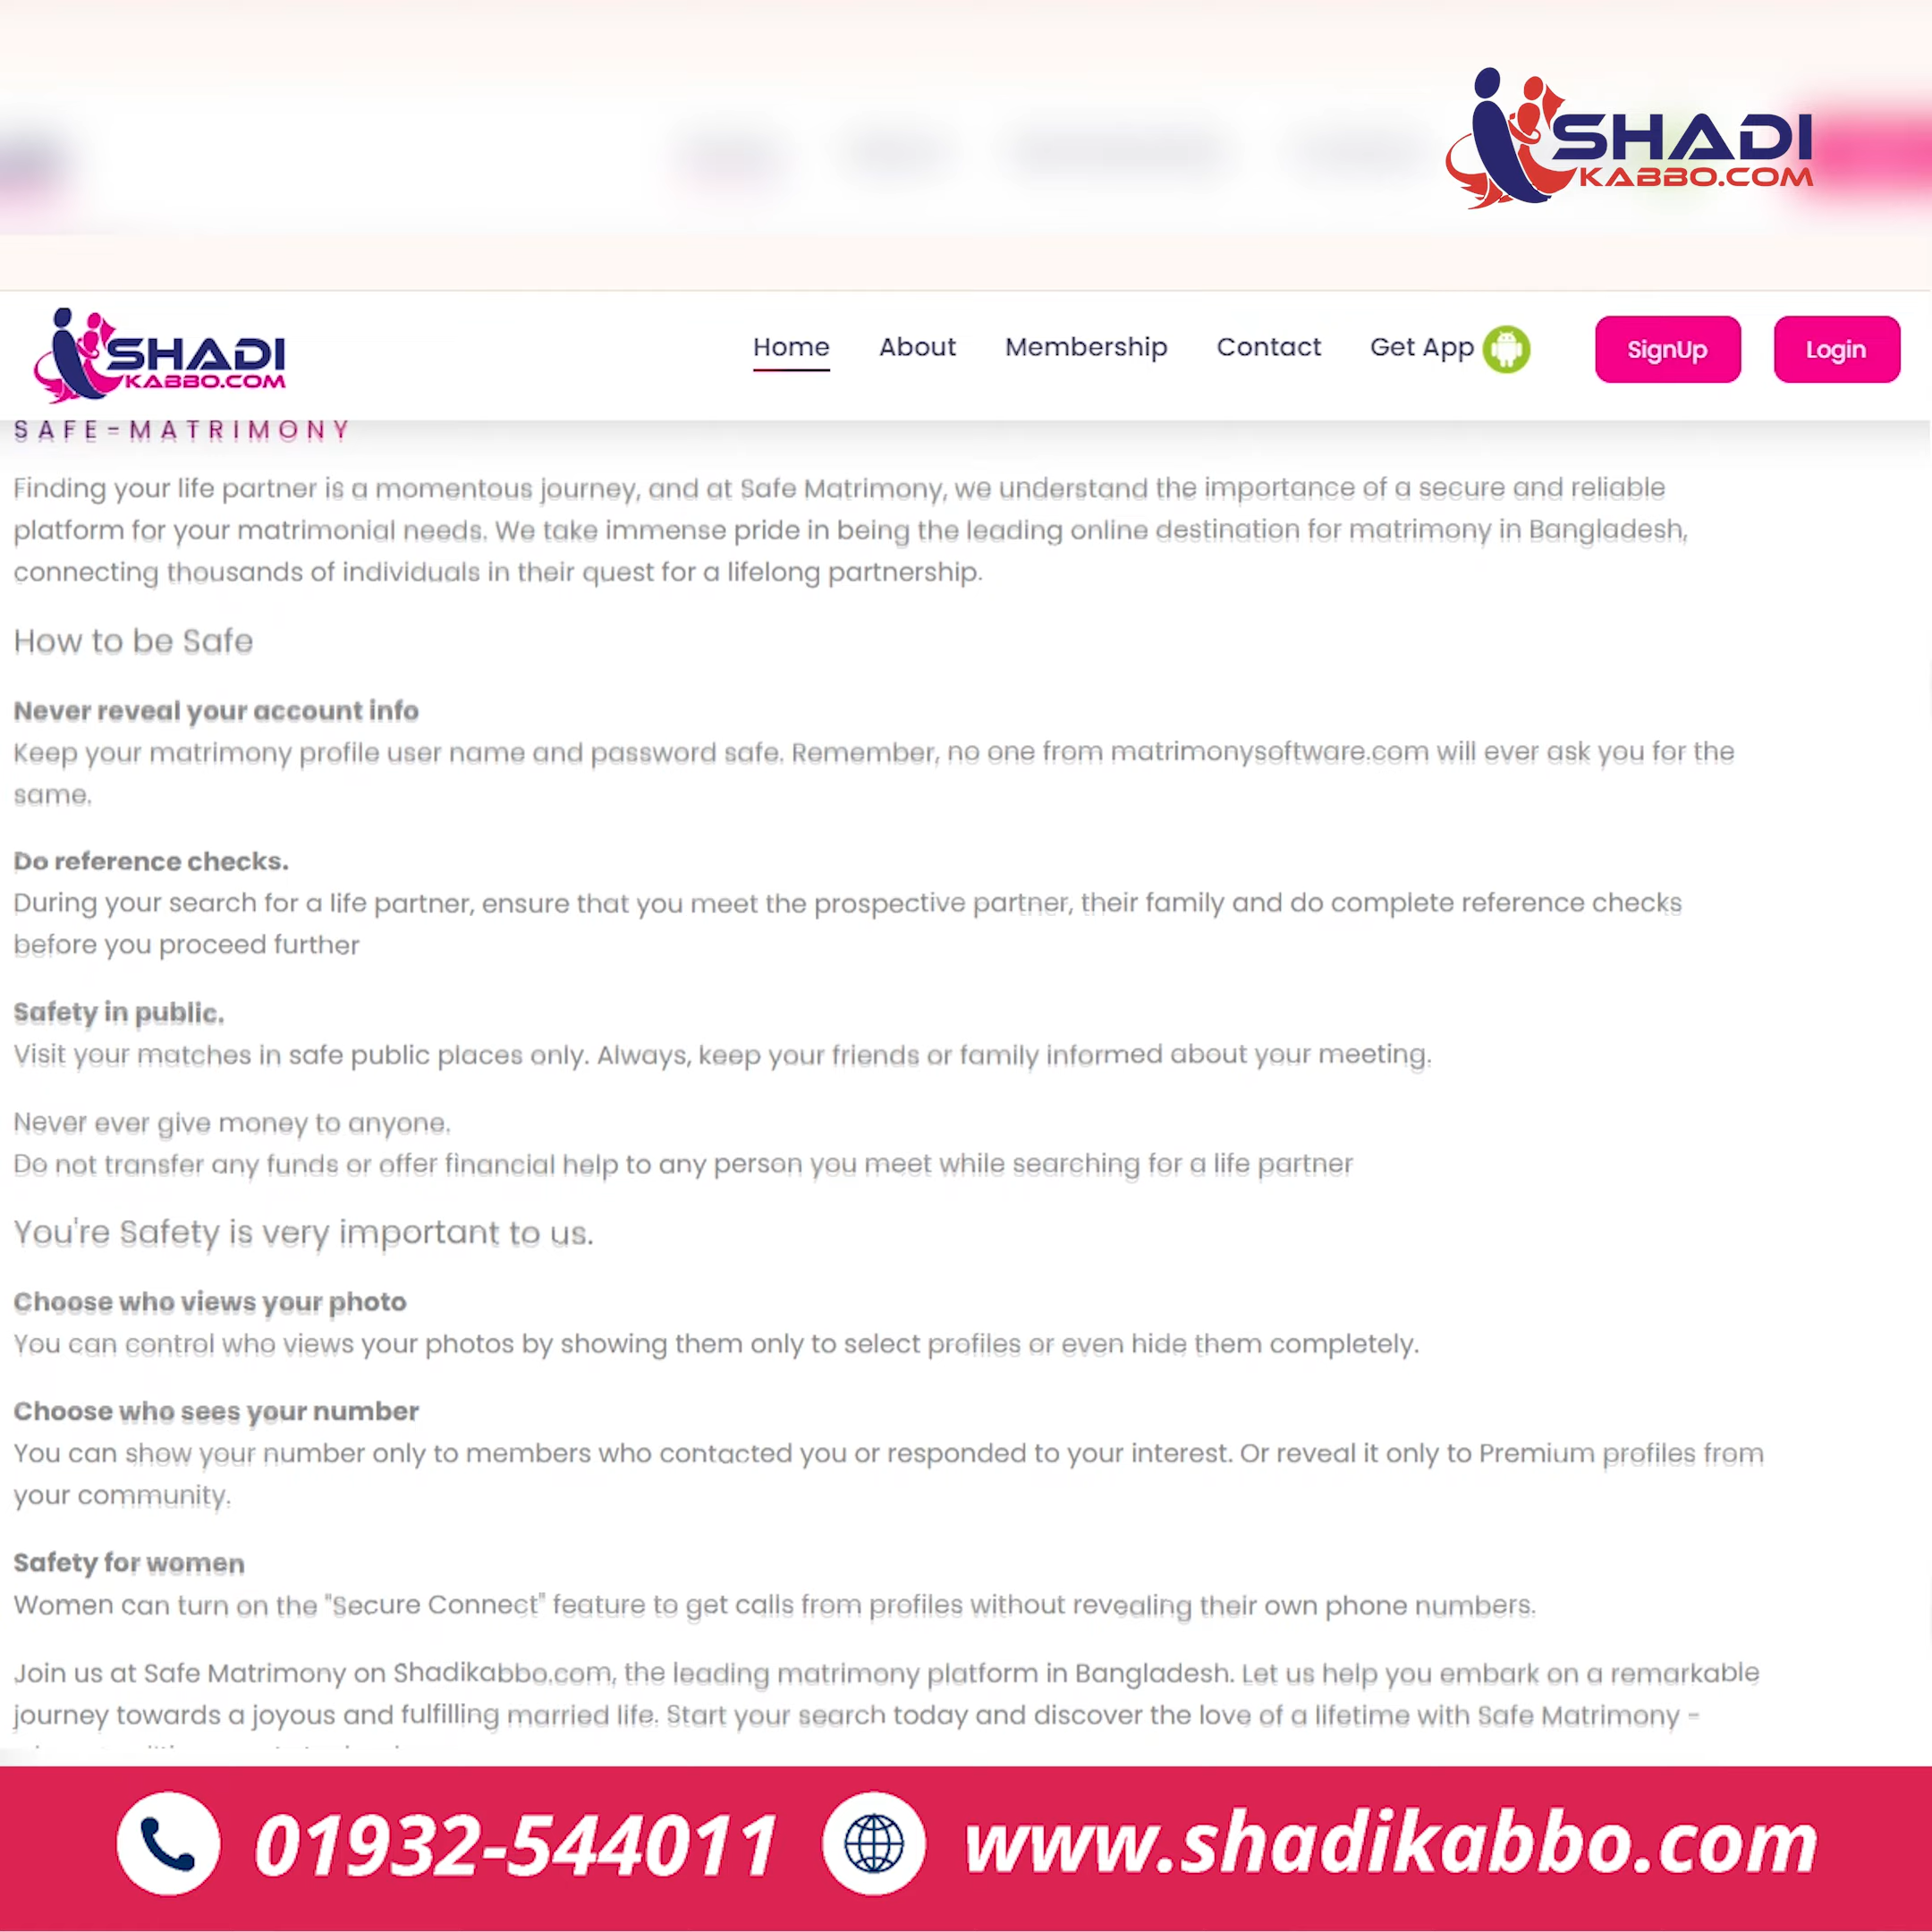 SHADI
KABBO.COM
SHADI
KABBO.COM
Home About Membership Contact Get App SignUp Login
SAFE-MATRIMONY
Finding your life partner is a momentous journey, and at Safe Matrimony, we understand the importance of a secure and reliable
platform for your matrimonial needs. We take immense pride in being the leading online destination for matrimony in Bangladesh,
connecting thousands of individuals in their quest for a lifelong partnership.
How to be Safe
Never reveal your account info
Keep your matrimony profile user name and password safe. Remember, no one from matrimonysoftware.com will ever ask you for the
same.
Do reference checks.
During your search for a life partner, ensure that you meet the prospective partner, their family and do complete reference checks
before you proceed further
Safety in public.
Visit your matches in safe public places only. Always, keep your friends or family informed about your meeting.
Never ever give money to anyone.
Do not transfer any funds or offer financial help to any person you meet while searching for a life partner
You're Safety is very important to us.
Choose who views your photo
You can control who views your photos by showing them only to select profiles or even hide them completely.
Choose who sees your number
You can show your number only to members who contacted you or responded to your interest. Or reveal it only to Premium profiles from
your community.
Safety for women
Women can turn on the "Secure Connect" feature to get calls from profiles without revealing their own phone numbers.
Join us at Safe Matrimony on Shadikabbo.com, the leading matrimony platform in Bangladesh. Let us help you embark on a remarkable
journey towards a joyous and fulfilling married life. Start your search today and discover the love of a lifetime with Safe Matrimony -
01932-544011 www.shadikabbo.com